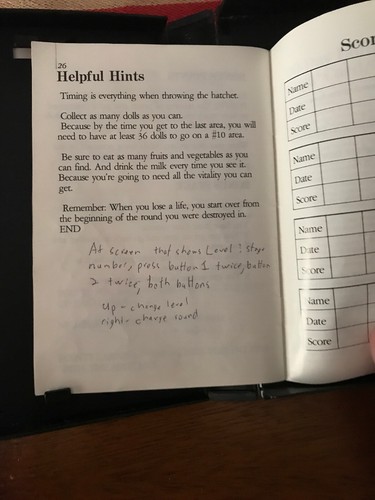 26
Helpful Hints
Timing is everything when throwing the hatchet.
Collect as many dolls as you can.
Because by the time you get to the last area, you will
need to have at least 36 dolls to go on a #10 area.
Be sure to eat as many fruits and vegetables as you
can find. And drink the milk every time you see it.
Because you're going to need all the vitality you can
get.
Remember: When you lose a life, you start over from
the beginning of the round you were destroyed in.
END
At screen that shows Level & stage
number, press button 1 twice, button
2 twice, both buttons
up - change level
right - change sound
Scor
Name
Date
Score
Name
Date
Score
Name
Date
Score
Name
Date
Score